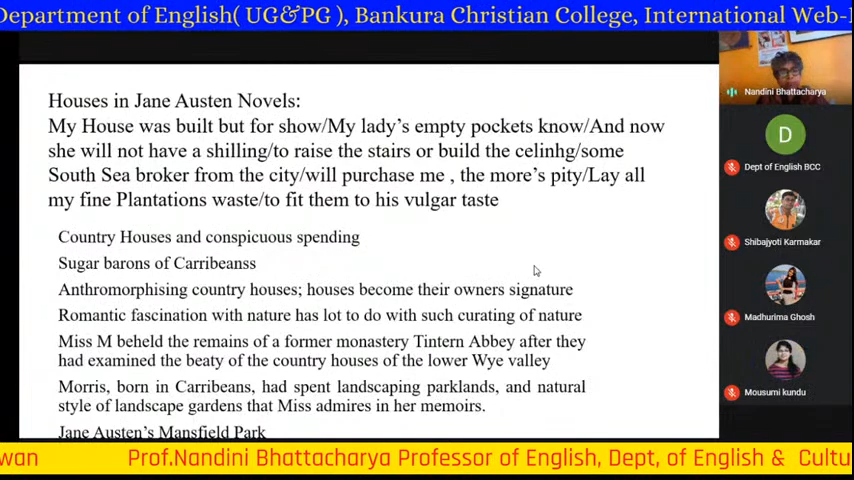 Department of English( UG&PG ), Bankura Christian College, International Web-
Nandini Bhattacharya
Houses in Jane Austen Novels:
My House was built but for show/My lady's empty pockets know/And now
she will not have a shilling/to raise the stairs or build the celinhg/some
South Sea broker from the city/will purchase me , the more's pity/Lay all
my fine Plantations waste/to fit them to his vulgar taste
Country Houses and conspicuous spending
Sugar barons of Carribeanss
Anthromorphising country houses; houses become their owners signature
Romantic fascination with nature has lot to do with such curating of nature
Miss M beheld the remains of a former monastery Tintern Abbey after they
had examined the beaty of the country houses of the lower Wye valley
Morris, born in Carribeans, had spent landscaping parklands, and natural
style of landscape gardens that Miss admires in her memoirs.
Jane Austen's Mansfield Park
D
Dept of English BCC
Shibajyoti Karmakar
Madhurima Ghosh
Mousumi kundu
wan Prof.Nandini Bhattacharya Professor of English, Dept, of English & Cultu